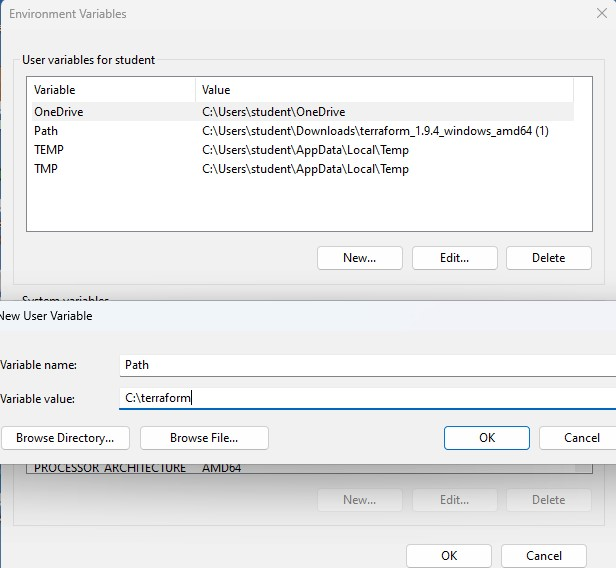 Environment Variables
User variables for student
Variable Value
OneDrive C:\Users\student\OneDrive
Path C:\Users\student\Downloads\terraform_1.9.4_windows_amd64 (1)
TEMP C:\Users\student\AppData\Local\Temp
TMP C:\Users\student\AppData\Local\Temp
New... Edit... Delete
System variables
New User Variable
Variable name: Path
Variable value: C:\terraform
Browse Directory... Browse File... OK Cancel
PROCESSOR_ARCHITECTURE AMD64
New... Edit... Delete
OK Cancel